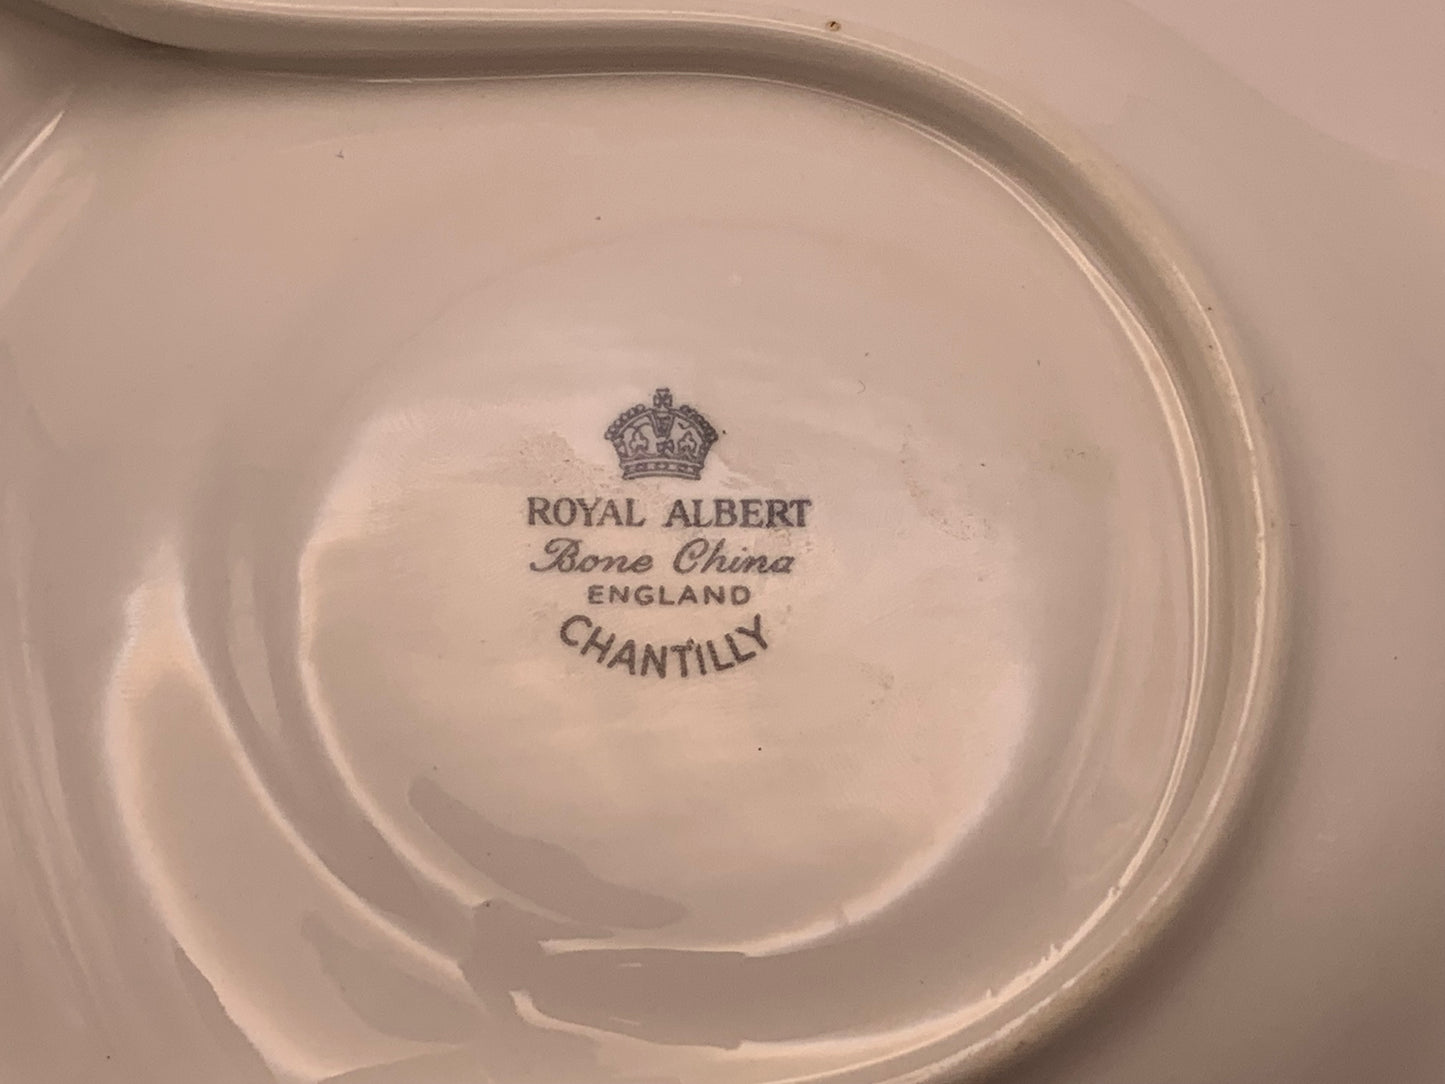 ROYAL ALBERT
Bone China
ENGLAND
CHANTILLY